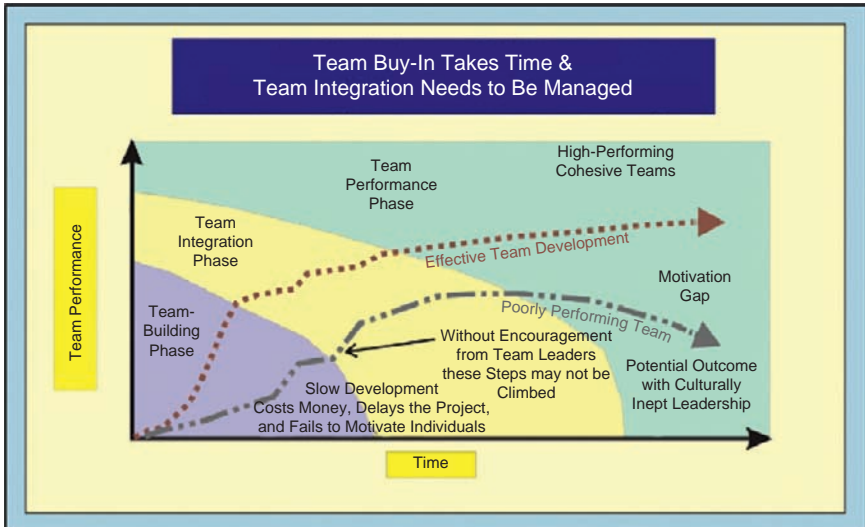 Team Buy-In Takes Time &
Team Integration Needs to Be Managed
Team Performance
Team
Performance
Phase
High-Performing
Cohesive Teams
Team
Integration
Phase
Effective Team Development
Team-
Building
Phase
Motivation
Gap
Poorly Performing Team
Without Encouragement
from Team Leaders
these Steps may not be
Climbed
Potential Outcome
with Culturally
Inept Leadership
Slow Development
Costs Money, Delays the Project,
and Fails to Motivate Individuals
Time